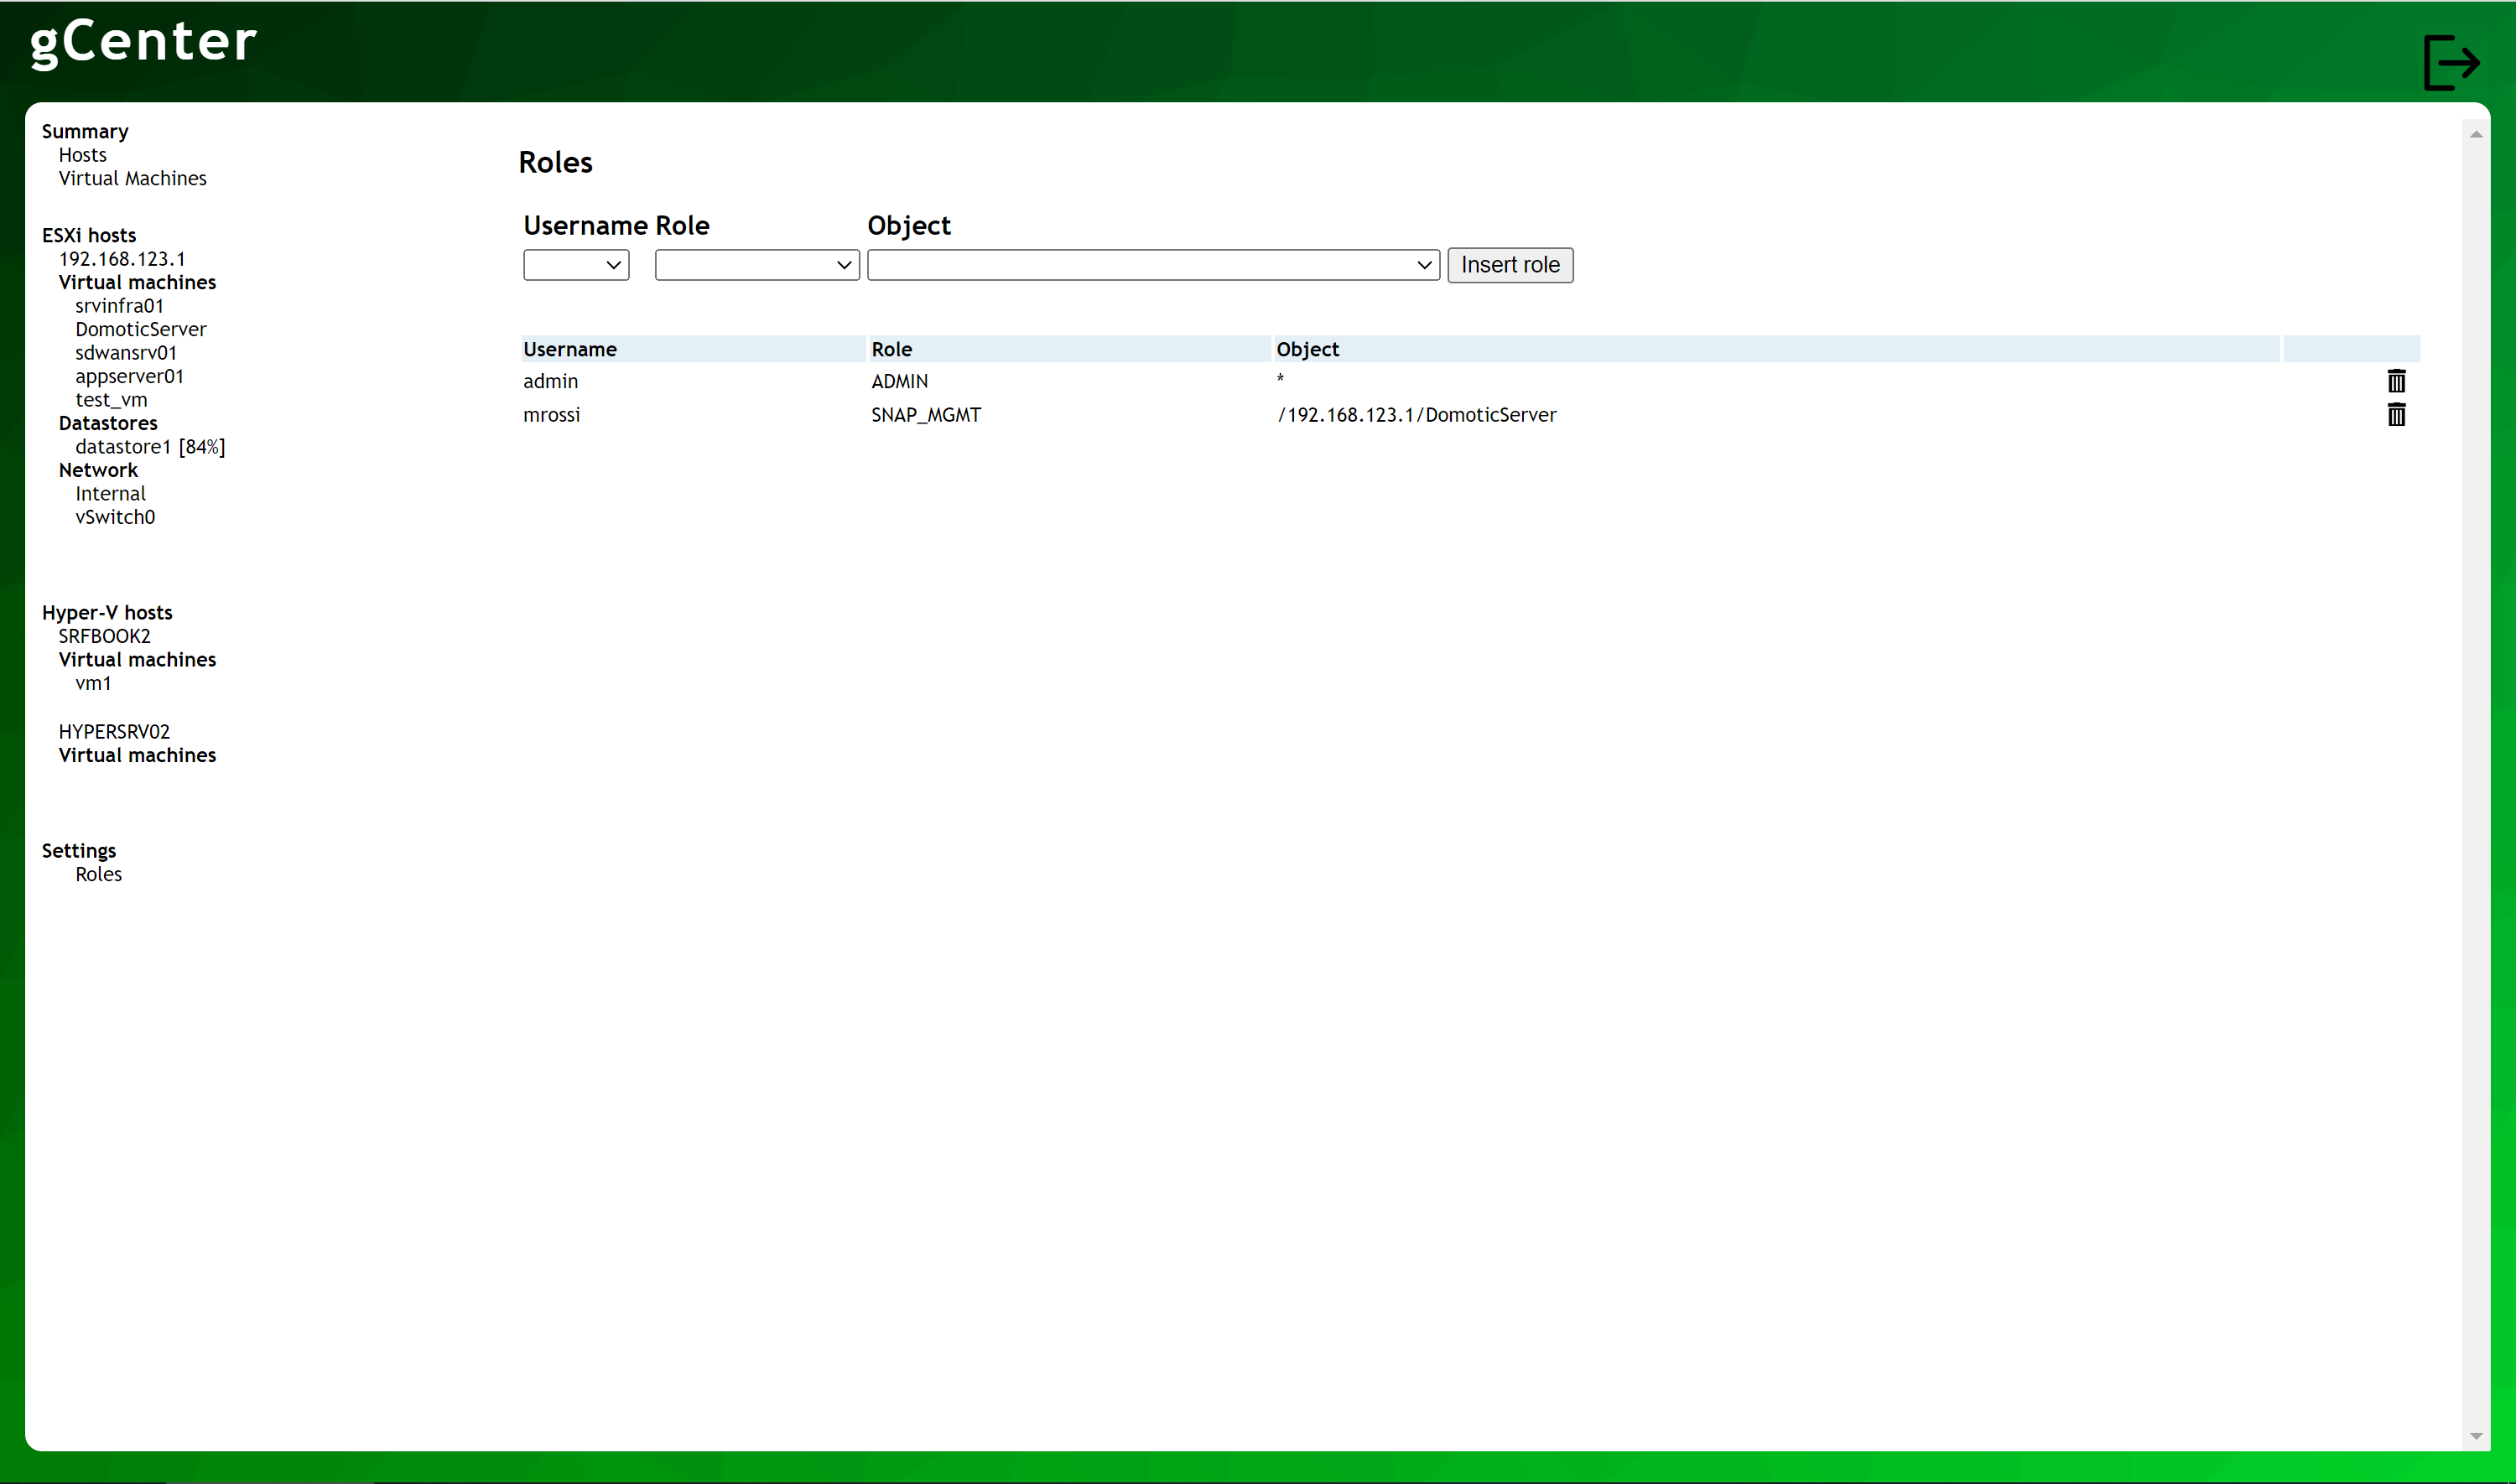 gCenter
Summary
Hosts
Virtual Machines
ESXi hosts
192.168.123.1
Virtual machines
srvinfra01
DomoticServer
sdwansrv01
appserver01
test_vm
Datastores
datastore1 [84%]
Network
Internal
vSwitch0
Hyper-V hosts
SRFBOOK2
Virtual machines
vm1
HYPERSRV02
Virtual machines
Settings
Roles
Roles
Username Role Object
Insert role
Username Role Object
admin ADMIN *
mrossi SNAP_MGMT /192.168.123.1/DomoticServer